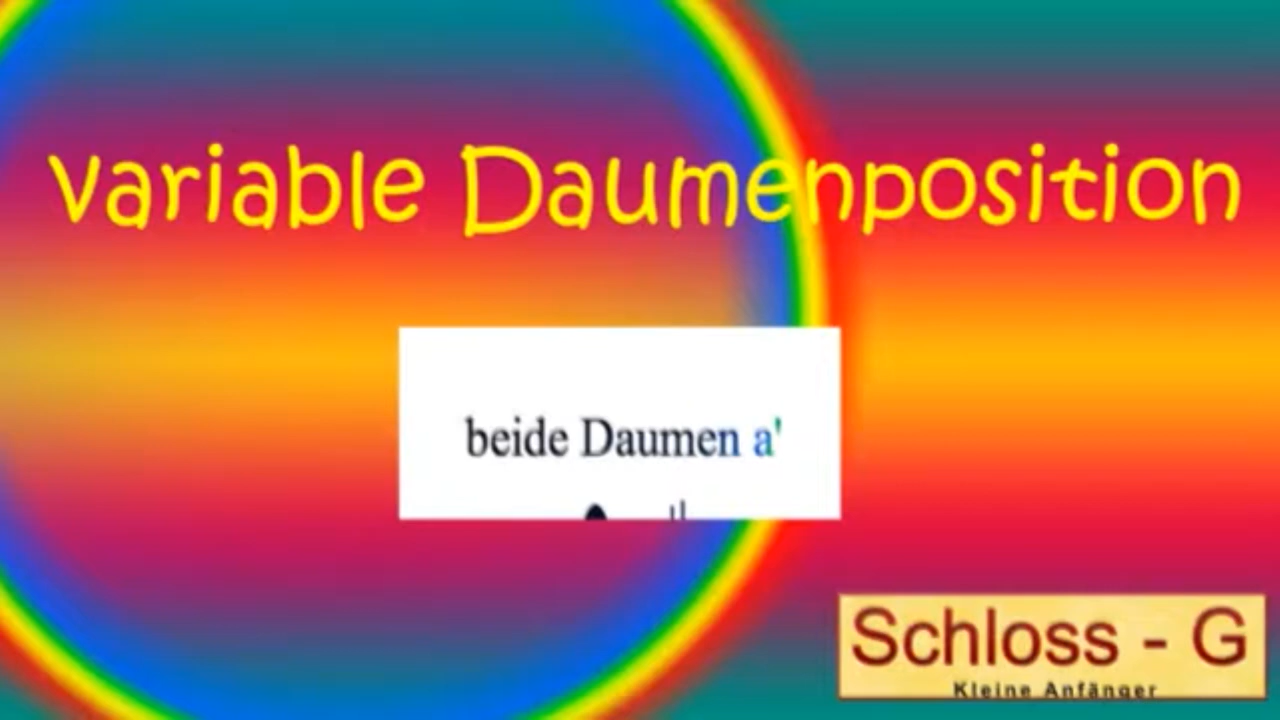 variable Daumenposition
beide Daumen a'
Schloss - G
Kleine Anfänger